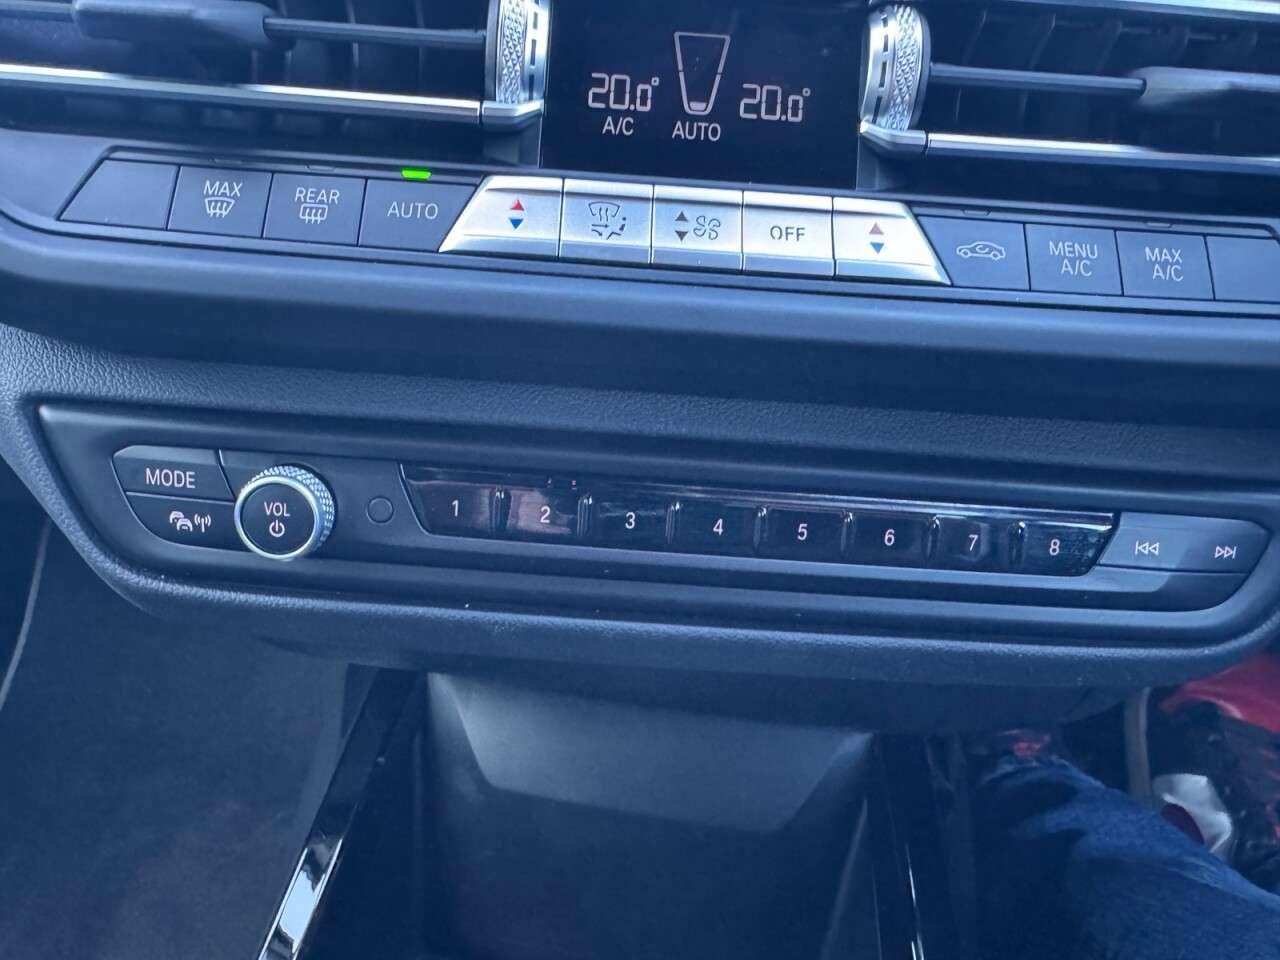 20.0° 20.0°
A/C AUTO
MAX REAR AUTO OFF MENU A/C MAX A/C
MODE VOL 1 2 3 4 5 6 7 8